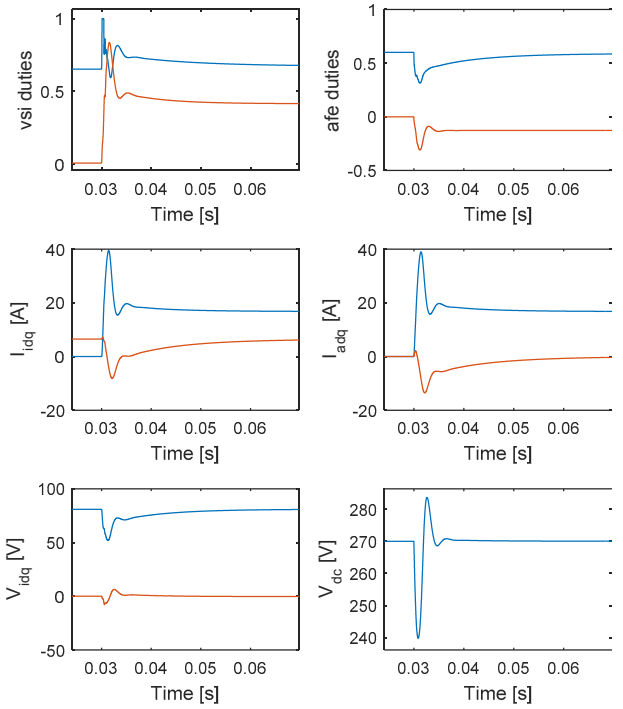 vsi duties
1
0.5
0
0.03 0.04 0.05 0.06
Time [s]
afe duties
1
0.5
0
-0.5
0.03 0.04 0.05 0.06
Time [s]
I_idq [A]
40
20
0
-20
0.03 0.04 0.05 0.06
Time [s]
I_adq [A]
40
20
0
-20
0.03 0.04 0.05 0.06
Time [s]
V_idq [V]
100
50
0
-50
0.03 0.04 0.05 0.06
Time [s]
V_dc [V]
280
270
260
250
240
0.03 0.04 0.05 0.06
Time [s]